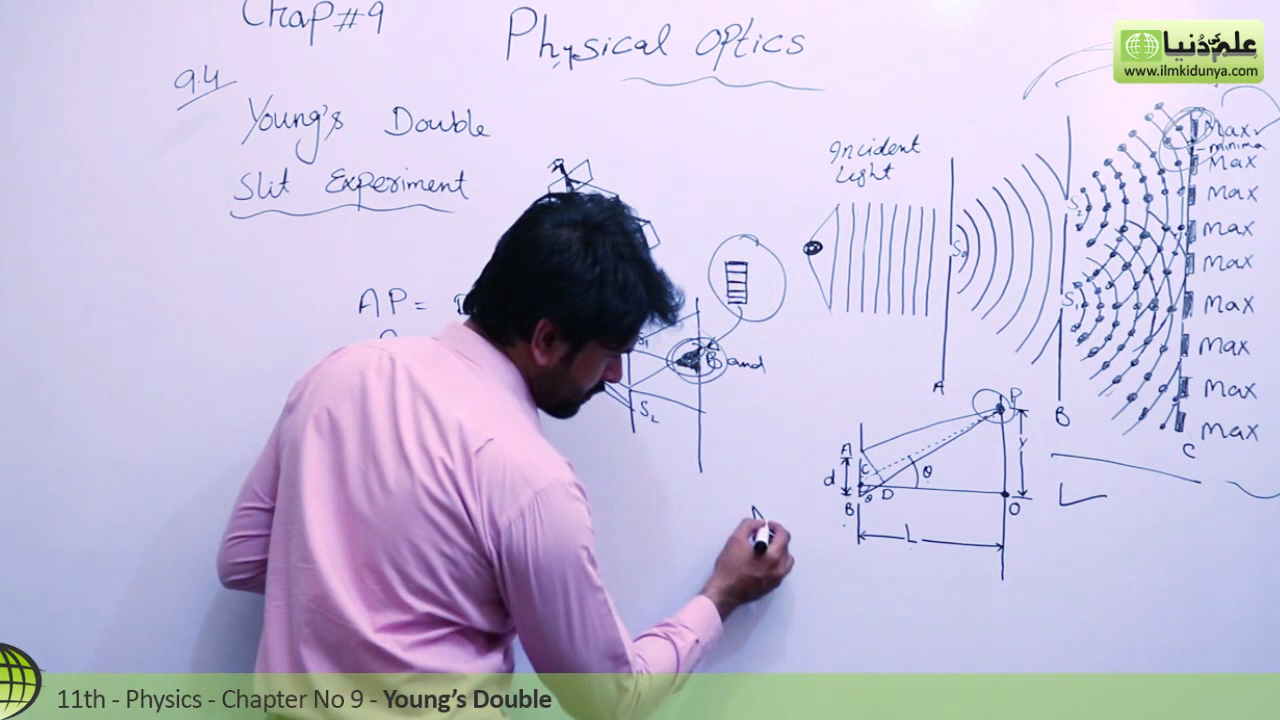 Chap#9
Physical Optics
علم کی دُنیا
www.ilmkidunya.com
9.4
Young's Double
Slit Experiment
Incident
Light
Max
minima
Max
Max
Max
Max
Max
Max
Max
Max
S₂
S₀
S₁
A
B
C
AP =
S₁
S₂
Band
P
A
C
d
B
θ
D
θ
y
O
L
11th - Physics - Chapter No 9 - Young's Double